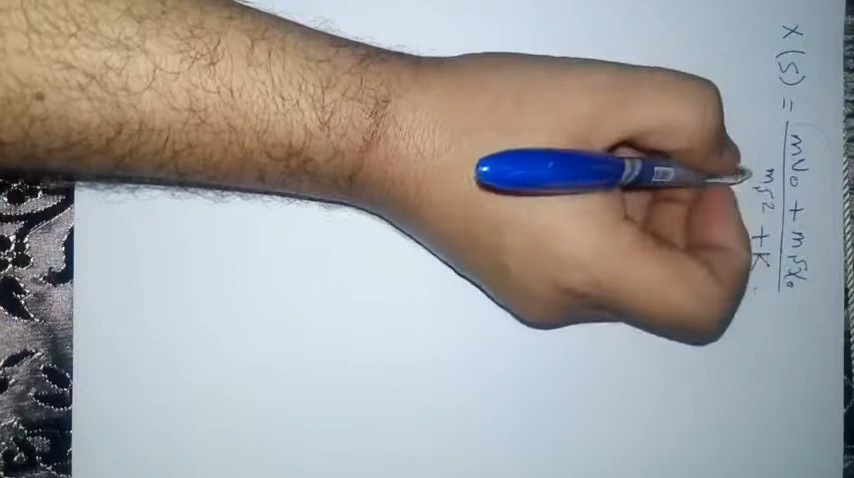 X(S) = mV₀ + mSX₀
mS² + K